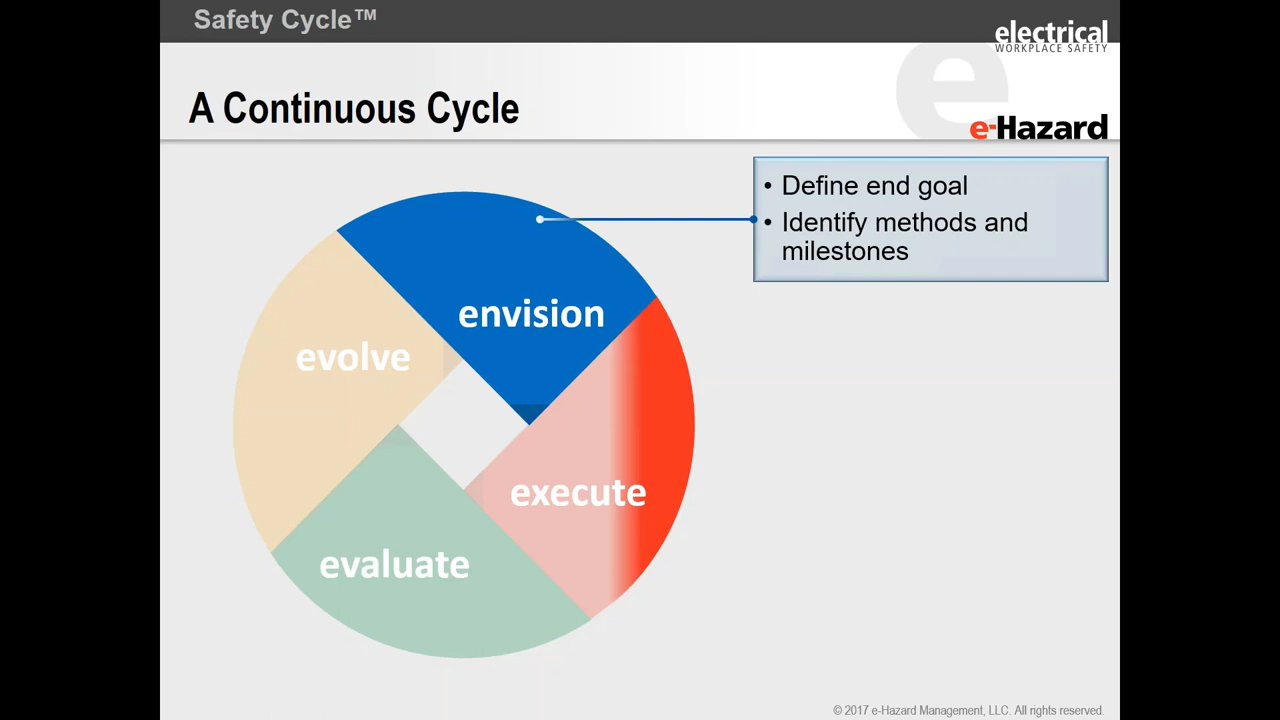 Safety Cycle™
electrical
WORKPLACE SAFETY
A Continuous Cycle
e-Hazard
• Define end goal
• Identify methods and
milestones
envision
evolve
execute
evaluate
© 2017 e-Hazard Management, LLC. All rights reserved.